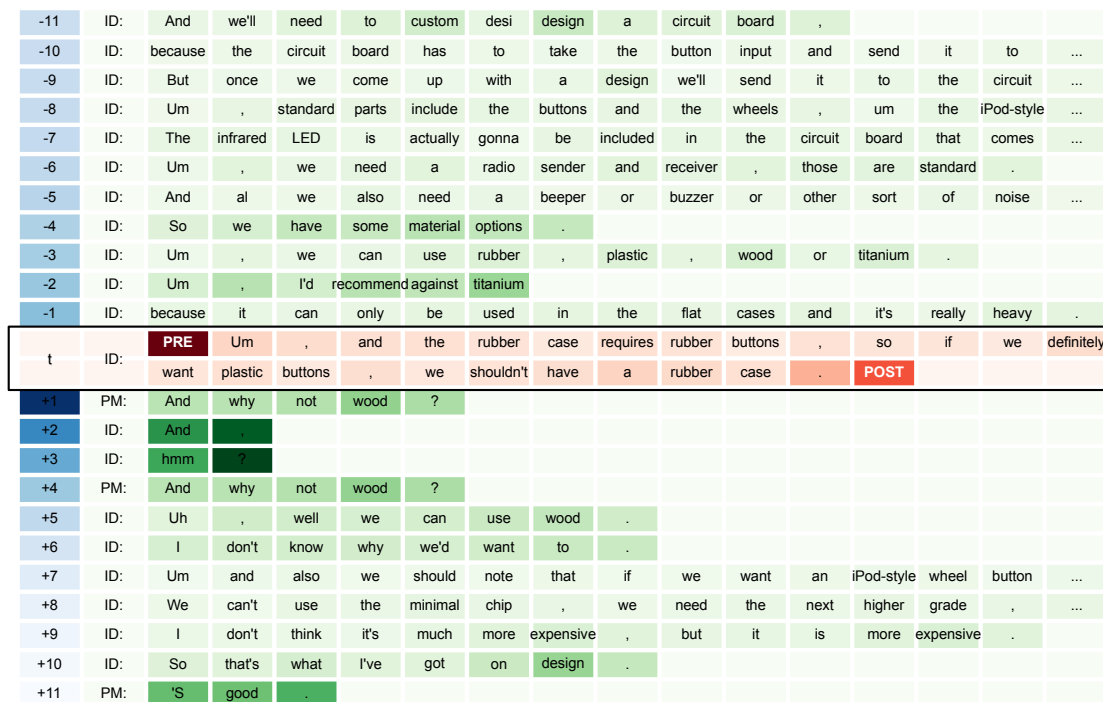 -11 ID: And we'll need to custom desi design a circuit board ,
-10 ID: because the circuit board has to take the button input and send it to ...
-9 ID: But once we come up with a design we'll send it to the circuit ...
-8 ID: Um , standard parts include the buttons and the wheels , um the iPod-style ...
-7 ID: The infrared LED is actually gonna be included in the circuit board that comes ...
-6 ID: Um , we need a radio sender and receiver , those are standard .
-5 ID: And al we also need a beeper or buzzer or other sort of noise ...
-4 ID: So we have some material options .
-3 ID: Um , we can use rubber , plastic , wood or titanium .
-2 ID: Um , I'd recommend against titanium
-1 ID: because it can only be used in the flat cases and it's really heavy .
t ID: PRE Um , and the rubber case requires rubber buttons , so if we definitely
want plastic buttons , we shouldn't have a rubber case . POST
+1 PM: And why not wood ?
+2 ID: And ,
+3 ID: hmm ?
+4 PM: And why not wood ?
+5 ID: Uh , well we can use wood .
+6 ID: I don't know why we'd want to .
+7 ID: Um and also we should note that if we want an iPod-style wheel button ...
+8 ID: We can't use the minimal chip , we need the next higher grade , ...
+9 ID: I don't think it's much more expensive , but it is more expensive .
+10 ID: So that's what I've got on design .
+11 PM: 'S good .